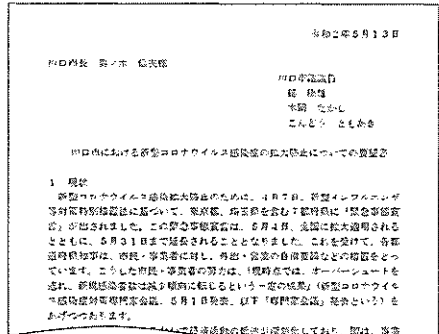 令和2年5月13日
川口市長 奥ノ木 信夫様
川口市議会議員
こんどう ともあき
川口市における新型コロナウイルス感染症の拡大防止についての要望書
1 現状
新型コロナウイルス感染拡大防止のために、4月7日、新型インフルエンザ
等対策特別措置法に基づいて、東京都、埼玉県を含む7都府県に「緊急事態宣
言」が出されました。この緊急事態宣言は、5月4日、全国に拡大適用される
とともに、5月31日まで延長されることとなりました。これを受けて、各都
道府県知事は、市民・事業者に対し、外出・営業の自粛要請などの措置をとっ
ています。こうした市民・事業者の努力は、「現時点では、オーバーシュートを
逃れ、新規感染者数は減少傾向に転じるという一定の成果」(新型コロナウイル
ス感染症対策専門家会議、5月1日発表、以下「専門家会議」発表という)を
あげつつあります。